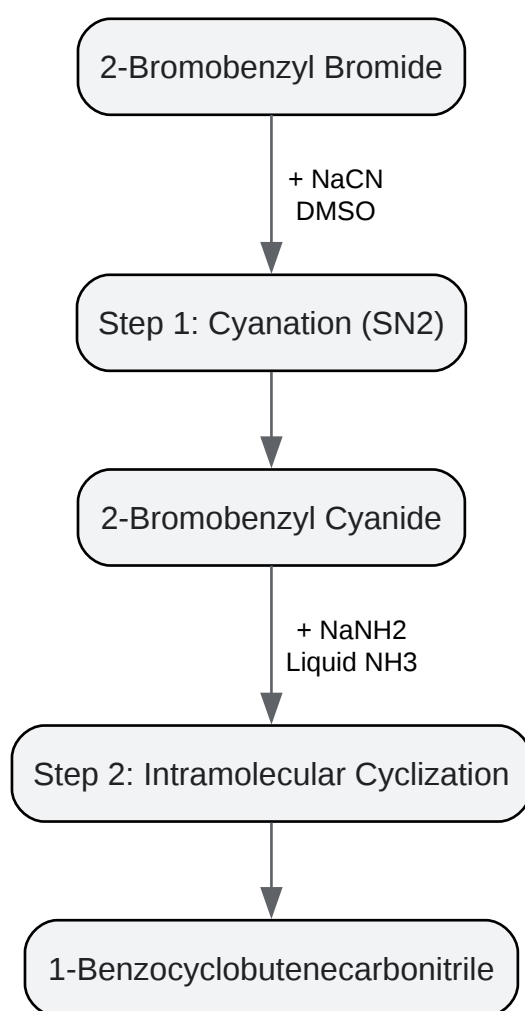 2-Bromobenzyl Bromide
+ NaCN
DMSO
Step 1: Cyanation (SN2)
2-Bromobenzyl Cyanide
+ NaNH2
Liquid NH3
Step 2: Intramolecular Cyclization
1-Benzocyclobutenecarbonitrile